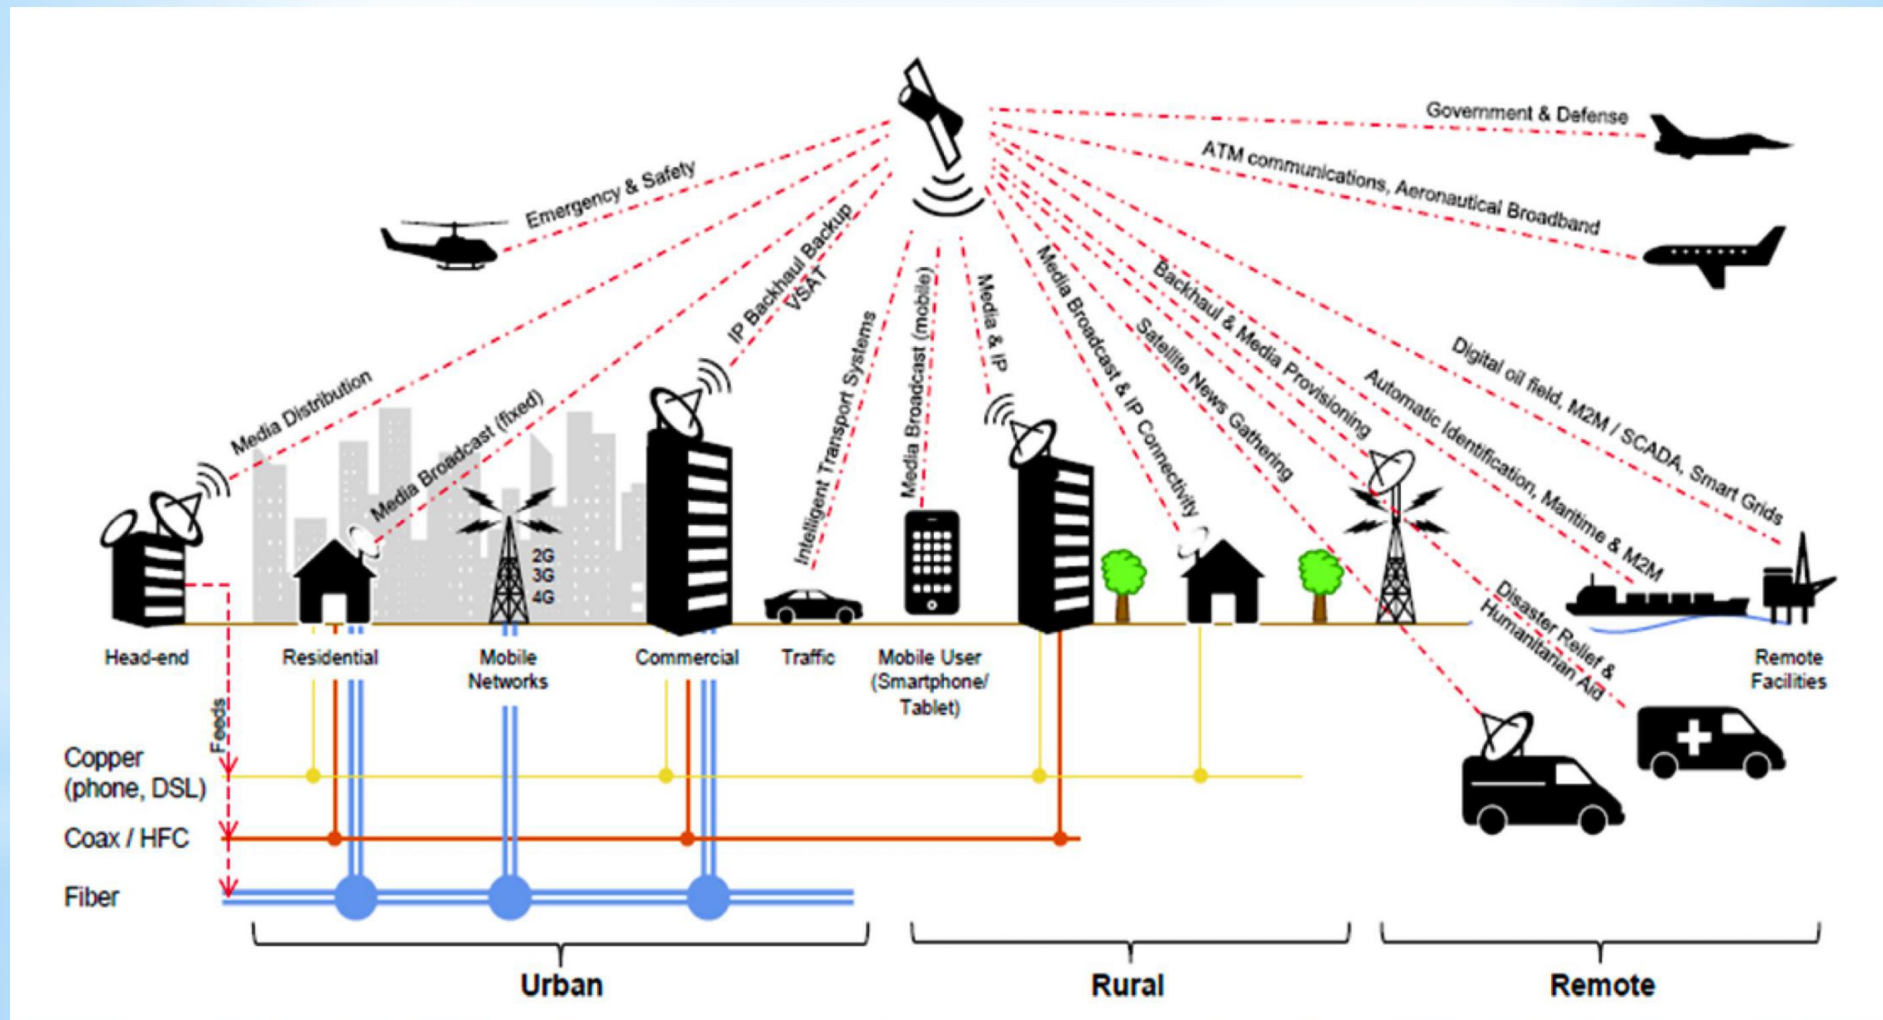 Government & Defense
ATM communications, Aeronautical Broadband
Emergency & Safety
IP Backhaul Backup
VSAT
Media Distribution
Media Broadcast (fixed)
Intelligent Transport Systems
Media Broadcast (mobile)
Media & IP
Media Broadcast & IP Connectivity
Satellite News Gathering
Backhaul & Media Provisioning
Automatic Identification, Maritime & M2M
Digital oil field, M2M / SCADA, Smart Grids
Disaster Relief &
Humanitarian Aid
2G
3G
4G
Head-end
Residential
Mobile
Networks
Commercial
Traffic
Mobile User
(Smartphone/
Tablet)
Remote
Facilities
Feeds
Copper
(phone, DSL)
Coax / HFC
Fiber
Urban
Rural
Remote